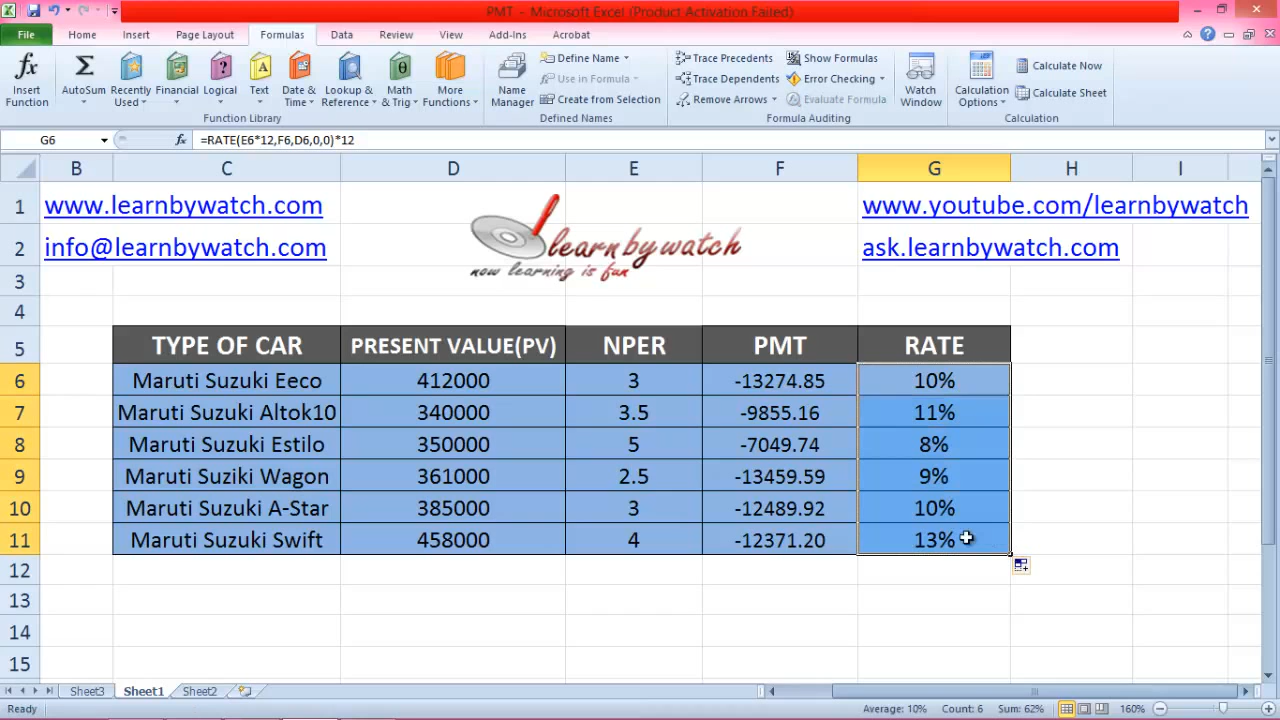 PMT - Microsoft Excel (Product Activation Failed)
File Home Insert Page Layout Formulas Data Review View Add-Ins Acrobat
Insert Function
AutoSum
Recently Used
Financial
Logical
Text
Date & Time
Lookup & Reference
Math & Trig
More Functions
Function Library
Name Manager
Define Name
Use in Formula
Create from Selection
Defined Names
Trace Precedents
Trace Dependents
Remove Arrows
Show Formulas
Error Checking
Evaluate Formula
Formula Auditing
Watch Window
Calculation Options
Calculate Now
Calculate Sheet
Calculation
G6 fx =RATE(E6*12,F6,D6,0,0)*12
B C D E F G H I
1 www.learnbywatch.com www.youtube.com/learnbywatch
learnbywatch
2 info@learnbywatch.com ask.learnbywatch.com
now learning is fun
3
4
5 TYPE OF CAR PRESENT VALUE(PV) NPER PMT RATE
6 Maruti Suzuki Eeco 412000 3 -13274.85 10%
7 Maruti Suzuki Altok10 340000 3.5 -9855.16 11%
8 Maruti Suzuki Estilo 350000 5 -7049.74 8%
9 Maruti Suziki Wagon 361000 2.5 -13459.59 9%
10 Maruti Suzuki A-Star 385000 3 -12489.92 10%
11 Maruti Suzuki Swift 458000 4 -12371.20 13%
12
13
14
15
Sheet3 Sheet1 Sheet2
Ready Average: 10% Count: 6 Sum: 62% 160%